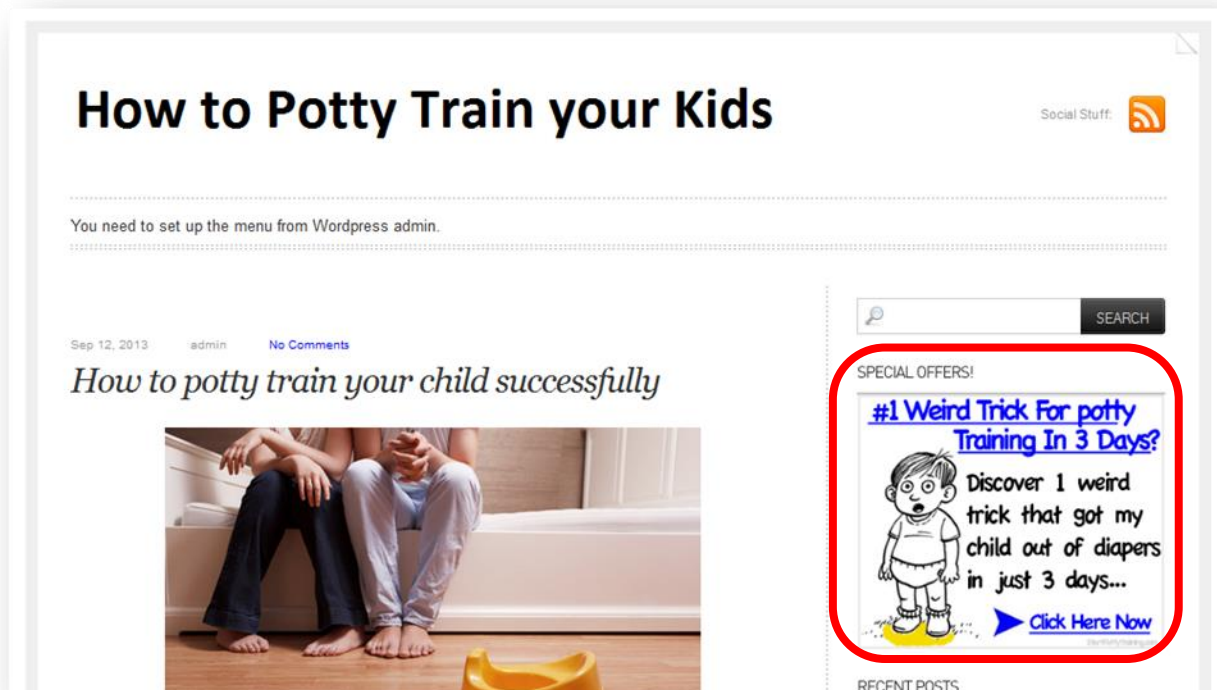 How to Potty Train your Kids
Social Stuff:
You need to set up the menu from Wordpress admin.
SEARCH
Sep 12, 2013 admin No Comments
How to potty train your child successfully
SPECIAL OFFERS!
#1 Weird Trick For potty
Training In 3 Days?
Discover 1 weird
trick that got my
child out of diapers
in just 3 days...
Click Here Now
RECENT POSTS